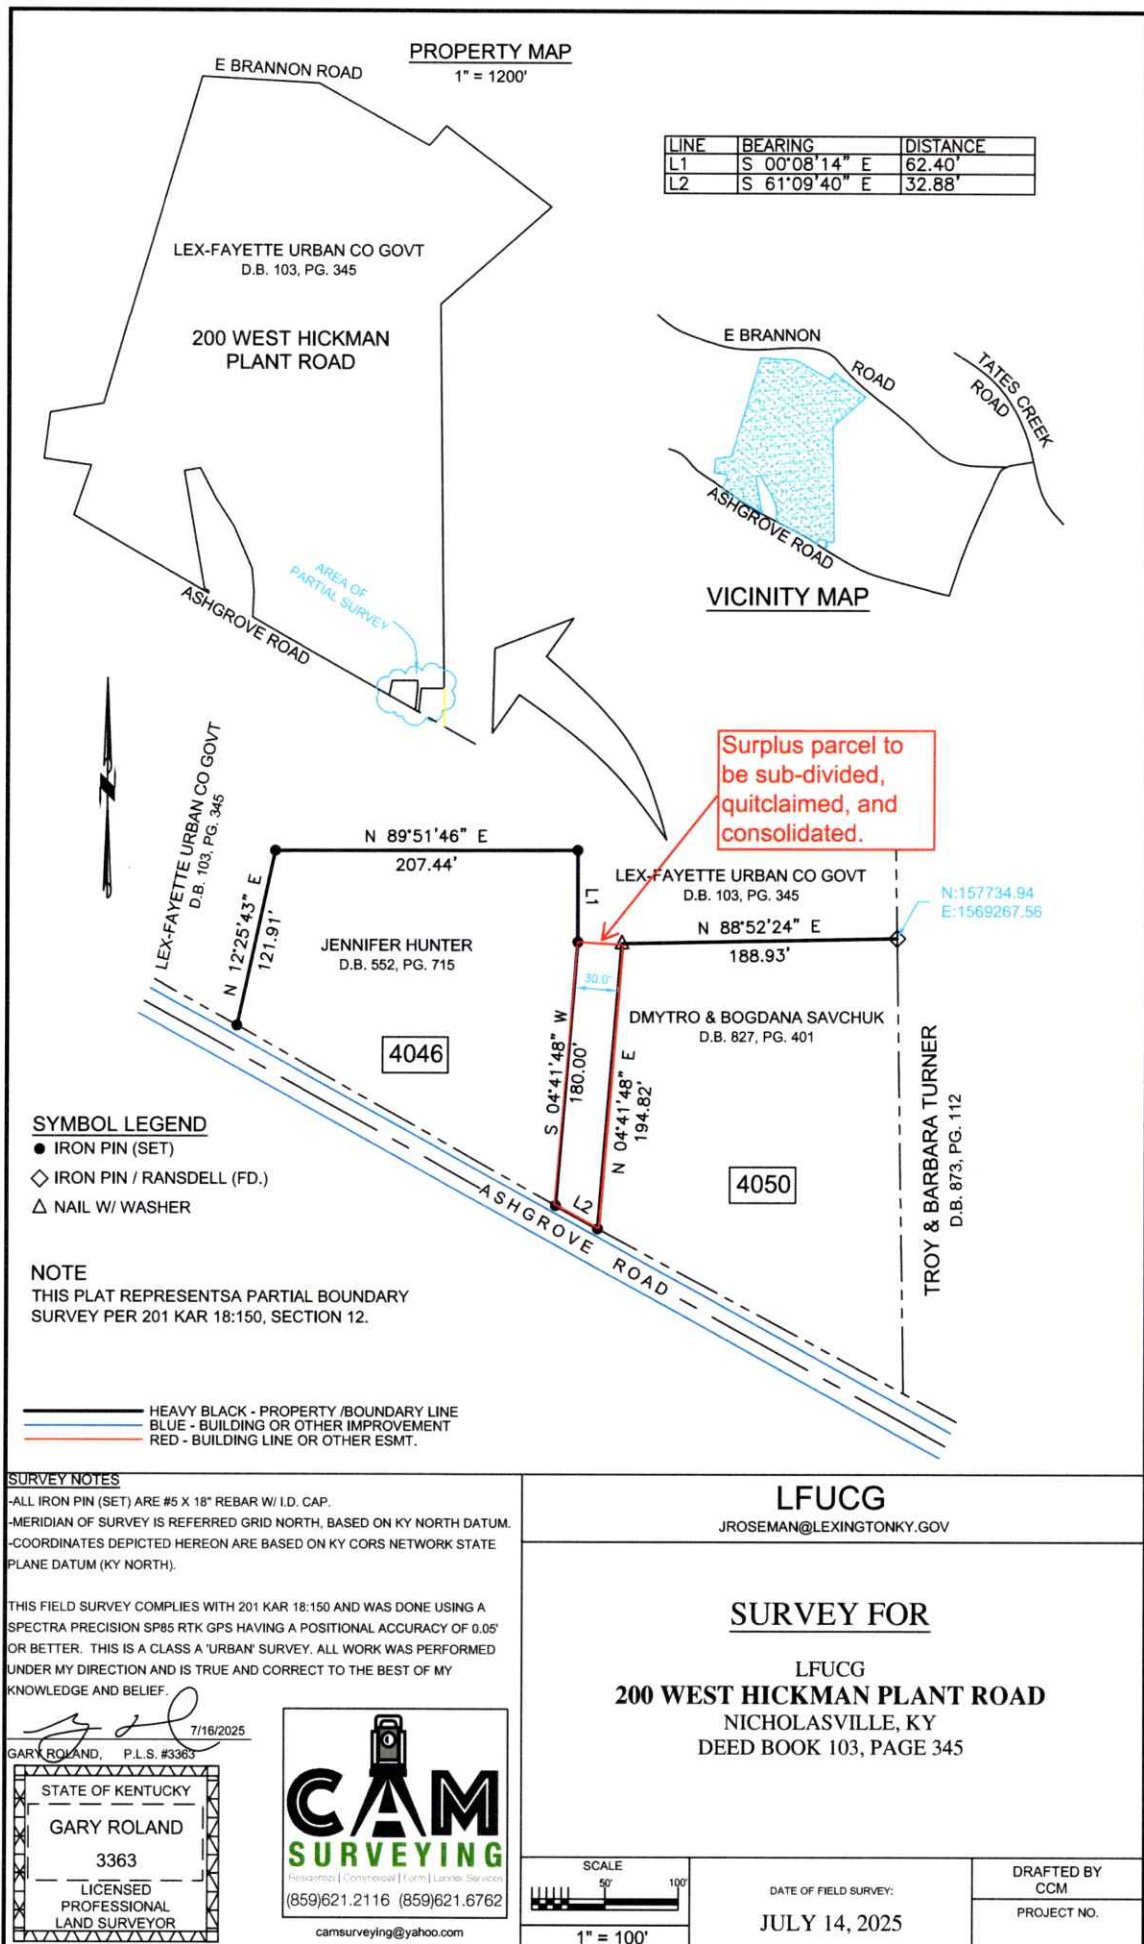 PROPERTY MAP
1" = 1200'
E BRANNON ROAD
LINE BEARING DISTANCE
L1 S 00°08'14" E 62.40'
L2 S 61°09'40" E 32.88'
LEX-FAYETTE URBAN CO GOVT
D.B. 103, PG. 345
200 WEST HICKMAN
PLANT ROAD
E BRANNON
ROAD
TATES CREEK
ROAD
ASHGROVE ROAD
VICINITY MAP
AREA OF
PARTIAL SURVEY
ASHGROVE ROAD
Surplus parcel to
be sub-divided,
quitclaimed, and
consolidated.
LEX-FAYETTE URBAN CO GOVT
D.B. 103, PG. 345
N 12°25'43" E
121.91'
N 89°51'46" E
207.44'
L1
LEX-FAYETTE URBAN CO GOVT
D.B. 103, PG. 345
N:157734.94
E:1569267.56
N 88°52'24" E
188.93'
JENNIFER HUNTER
D.B. 552, PG. 715
30.0'
DMYTRO & BOGDANA SAVCHUK
D.B. 827, PG. 401
4046
S 04°41'48" W
180.00'
N 04°41'48" E
194.82'
4050
TROY & BARBARA TURNER
D.B. 873, PG. 112
L2
ASHGROVE ROAD
SYMBOL LEGEND
IRON PIN (SET)
IRON PIN / RANSDELL (FD.)
NAIL W/ WASHER
NOTE
THIS PLAT REPRESENTSA PARTIAL BOUNDARY
SURVEY PER 201 KAR 18:150, SECTION 12.
HEAVY BLACK - PROPERTY /BOUNDARY LINE
BLUE - BUILDING OR OTHER IMPROVEMENT
RED - BUILDING LINE OR OTHER ESMT.
SURVEY NOTES
-ALL IRON PIN (SET) ARE #5 X 18" REBAR W/ I.D. CAP.
-MERIDIAN OF SURVEY IS REFERRED GRID NORTH, BASED ON KY NORTH DATUM.
-COORDINATES DEPICTED HEREON ARE BASED ON KY CORS NETWORK STATE
PLANE DATUM (KY NORTH).
THIS FIELD SURVEY COMPLIES WITH 201 KAR 18:150 AND WAS DONE USING A
SPECTRA PRECISION SP85 RTK GPS HAVING A POSITIONAL ACCURACY OF 0.05'
OR BETTER. THIS IS A CLASS A 'URBAN' SURVEY. ALL WORK WAS PERFORMED
UNDER MY DIRECTION AND IS TRUE AND CORRECT TO THE BEST OF MY
KNOWLEDGE AND BELIEF.
7/16/2025
GARY ROLAND, P.L.S. #3363
STATE OF KENTUCKY
GARY ROLAND
3363
LICENSED
PROFESSIONAL
LAND SURVEYOR
CAM
SURVEYING
Residential | Commercial | Farm | Lender Services
(859)621.2116 (859)621.6762
camsurveying@yahoo.com
LFUCG
JROSEMAN@LEXINGTONKY.GOV
SURVEY FOR
LFUCG
200 WEST HICKMAN PLANT ROAD
NICHOLASVILLE, KY
DEED BOOK 103, PAGE 345
SCALE
50' 100'
1" = 100'
DATE OF FIELD SURVEY:
JULY 14, 2025
DRAFTED BY
CCM
PROJECT NO.